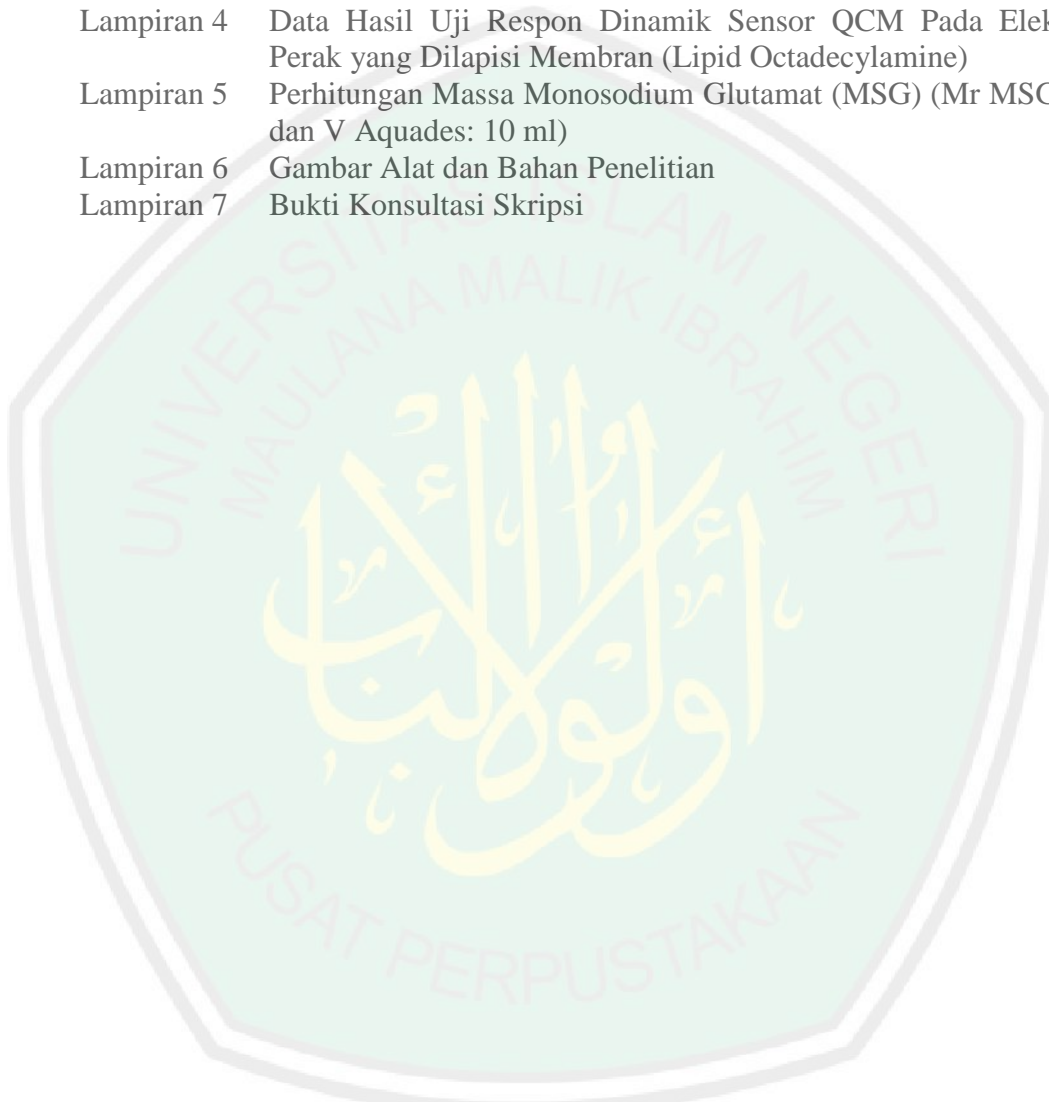 Lampiran 4 Data Hasil Uji Respon Dinamik Sensor QCM Pada Elek
Perak yang Dilapisi Membran (Lipid Octadecylamine)
Lampiran 5 Perhitungan Massa Monosodium Glutamat (MSG) (Mr MSG
dan V Aquades: 10 ml)
Lampiran 6 Gambar Alat dan Bahan Penelitian
Lampiran 7 Bukti Konsultasi Skripsi
UNIVERSITAS ISLAM NEGERI
MAULANA MALIK IBRAHIM
أولوا الألباب
PUSAT PERPUSTAKAAN